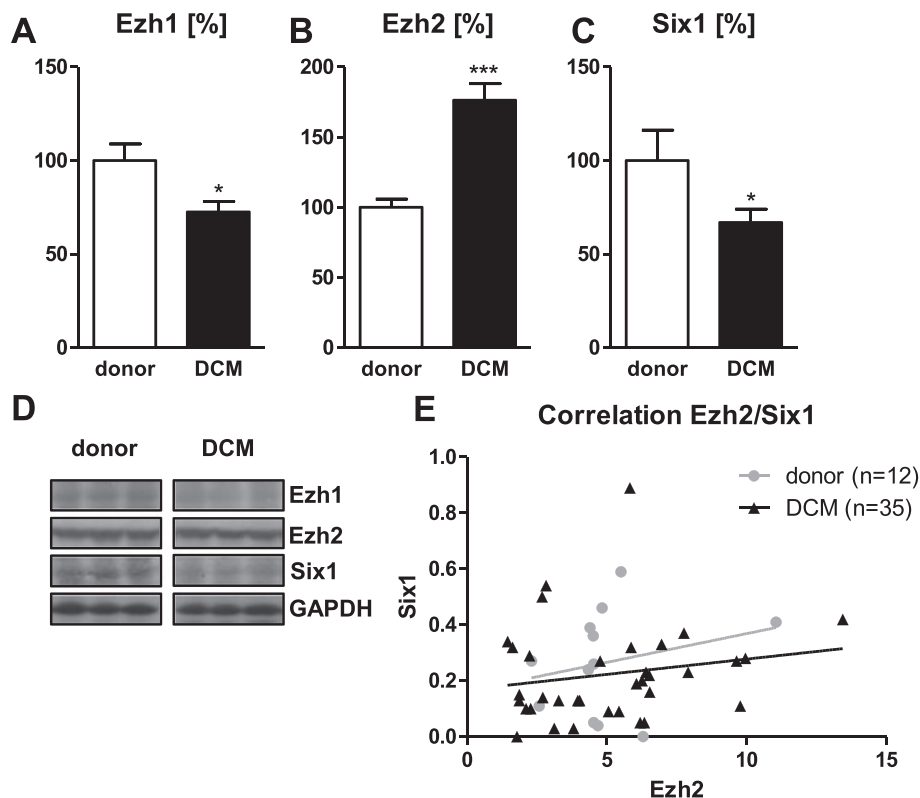 A Ezh1 [%]
150
100
50
0
*
donor DCM
B Ezh2 [%]
200
150
100
50
0
***
donor DCM
C Six1 [%]
150
100
50
0
*
donor DCM
D
donor DCM
Ezh1
Ezh2
Six1
GAPDH
E Correlation Ezh2/Six1
1.0
0.8
0.6
0.4
0.2
0.0
Six1
donor (n=12)
DCM (n=35)
0 5 10 15
Ezh2